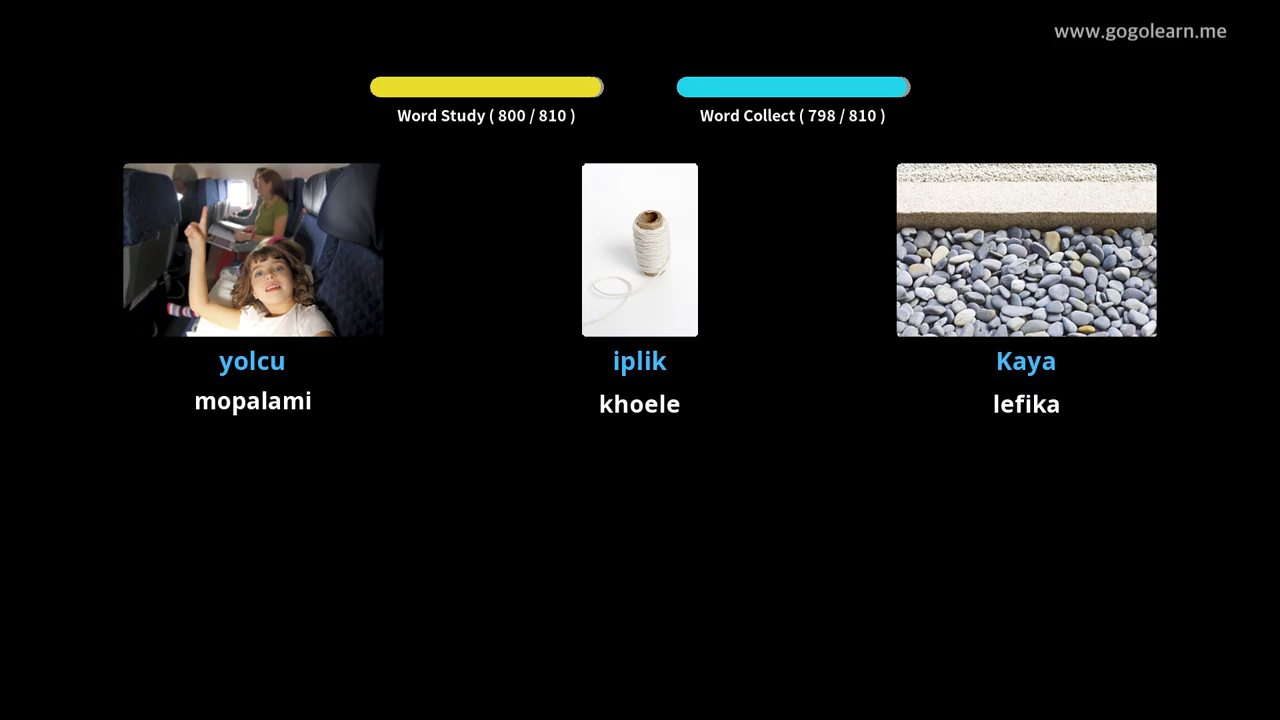 www.gogolearn.me
Word Study ( 800 / 810 )
Word Collect ( 798 / 810 )
yolcu
iplik
Kaya
mopalami
khoele
lefika